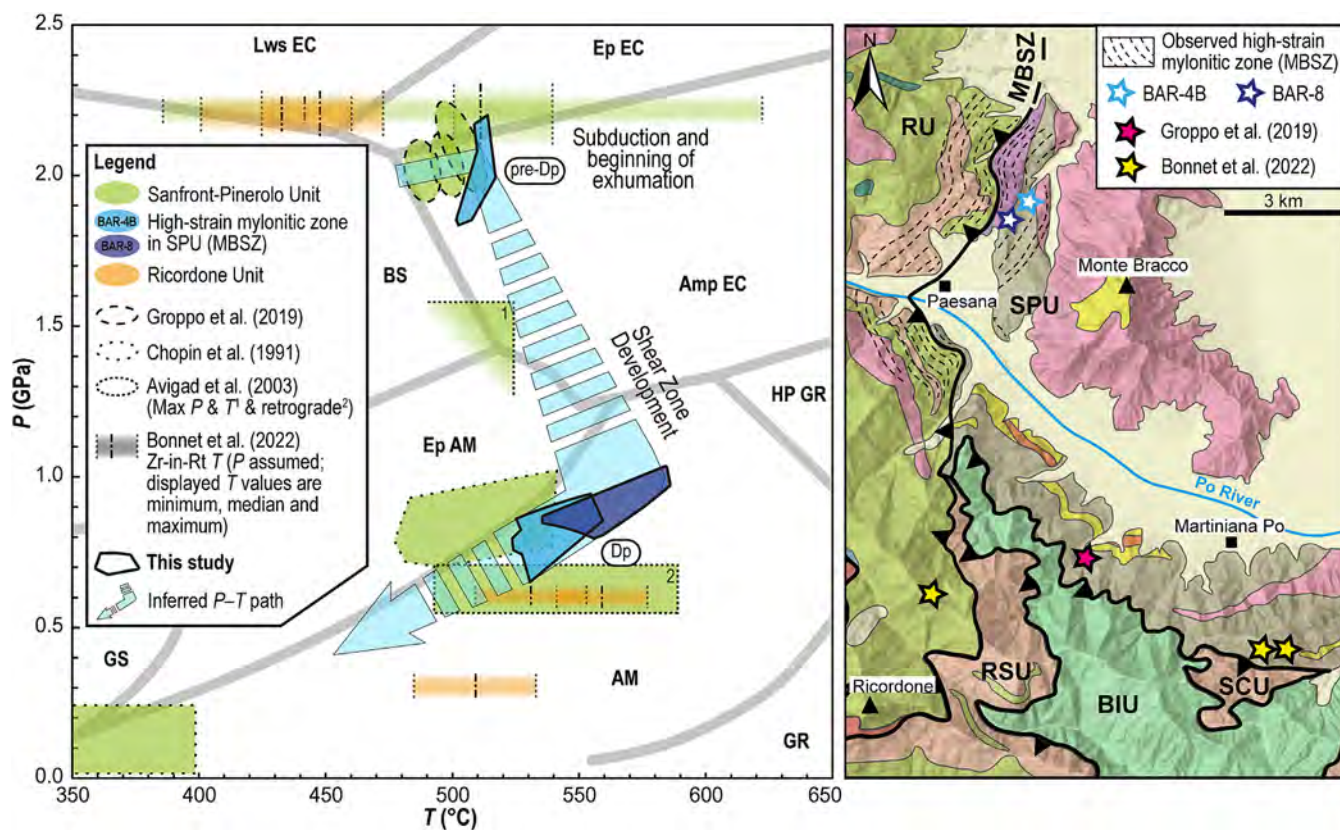 P (GPa)
2.5
2.0
1.5
1.0
0.5
0.0
350
400
450
500
550
600
650
T (°C)
Lws EC
Ep EC
pre-Dp
Subduction and
beginning of
exhumation
BS
Amp EC
1
Shear Zone
Development
HP GR
Ep AM
Dp
2
GS
AM
GR
Legend
Sanfront-Pinerolo Unit
BAR-4B
High-strain mylonitic zone
BAR-8
in SPU (MBSZ)
Ricordone Unit
Groppo et al. (2019)
Chopin et al. (1991)
Avigad et al. (2003)
(Max P & T¹ & retrograde²)
Bonnet et al. (2022)
Zr-in-Rt T (P assumed;
displayed T values are
minimum, median and
maximum)
This study
Inferred P–T path
N
MBSZ
Observed high-strain
mylonitic zone (MBSZ)
BAR-4B
BAR-8
Groppo et al. (2019)
Bonnet et al. (2022)
3 km
RU
Monte Bracco
Paesana
SPU
Po River
Martiniana Po
RSU
SCU
Ricordone
BIU